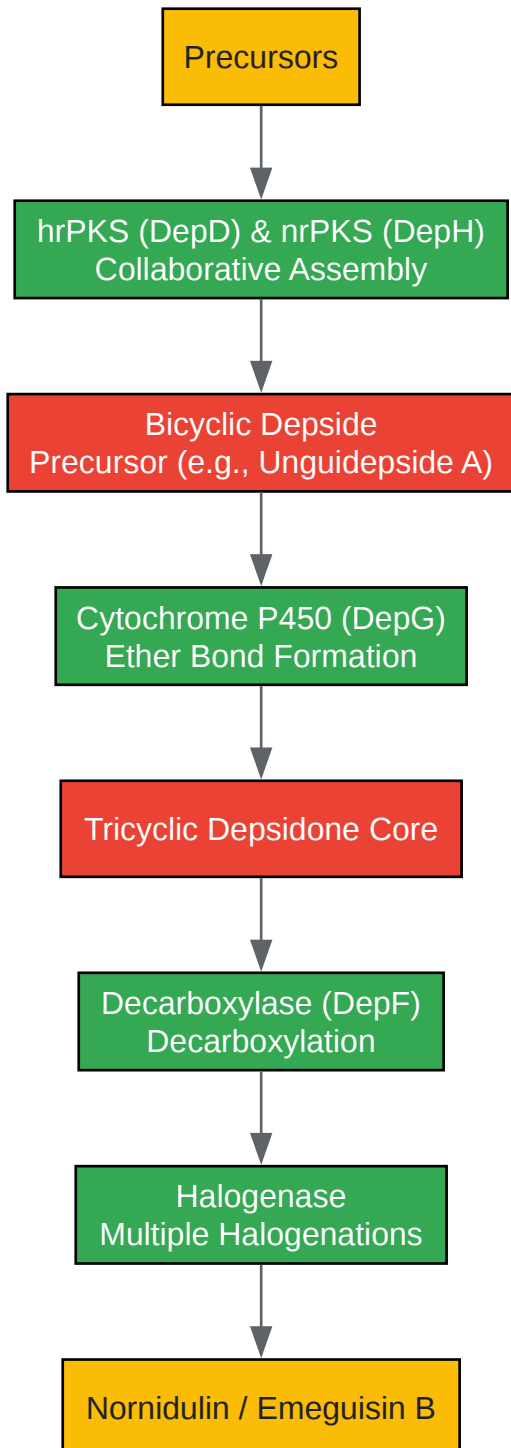 Precursors
hrPKS (DepD) & nrPKS (DepH)
Collaborative Assembly
Bicyclic Depside
Precursor (e.g., Unguidepside A)
Cytochrome P450 (DepG)
Ether Bond Formation
Tricyclic Depsidone Core
Decarboxylase (DepF)
Decarboxylation
Halogenase
Multiple Halogenations
Nornidulin / Emeguisin B